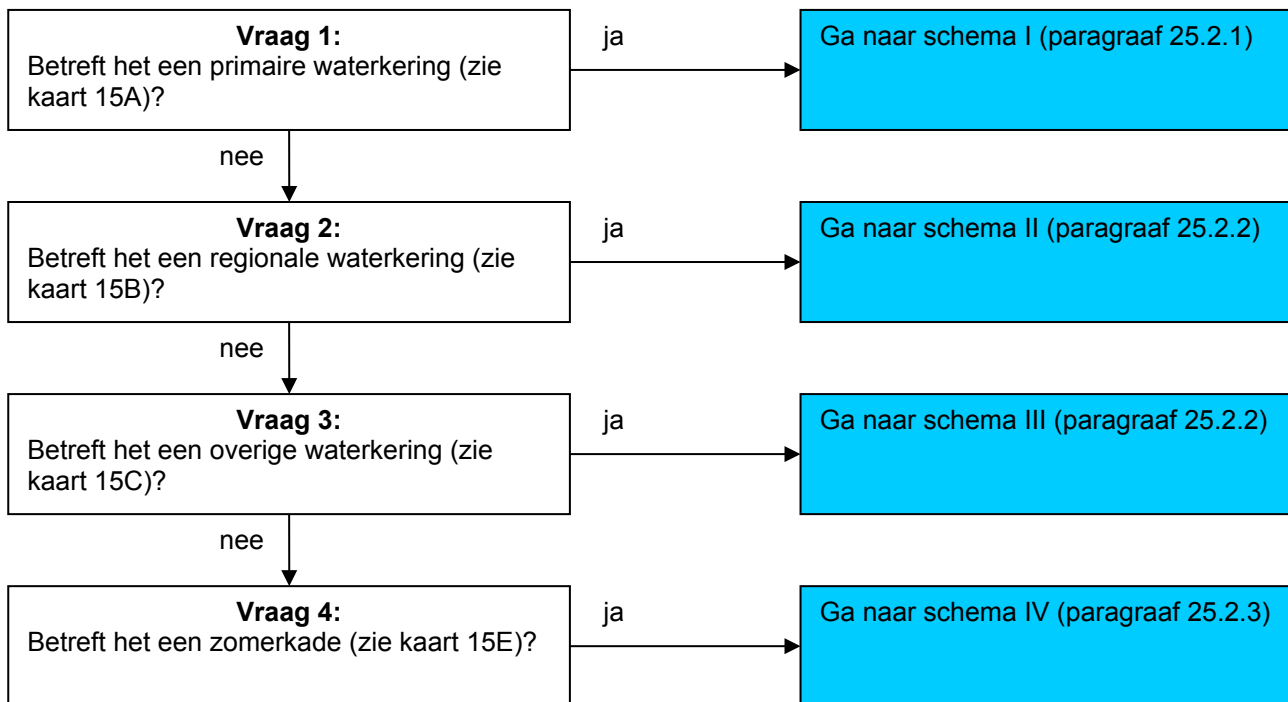 Vraag 1:
Betreft het een primaire waterkering (zie
kaart 15A)?
ja
Ga naar schema I (paragraaf 25.2.1)
nee
Vraag 2:
Betreft het een regionale waterkering (zie
kaart 15B)?
ja
Ga naar schema II (paragraaf 25.2.2)
nee
Vraag 3:
Betreft het een overige waterkering (zie
kaart 15C)?
ja
Ga naar schema III (paragraaf 25.2.2)
nee
Vraag 4:
Betreft het een zomerkade (zie kaart 15E)?
ja
Ga naar schema IV (paragraaf 25.2.3)